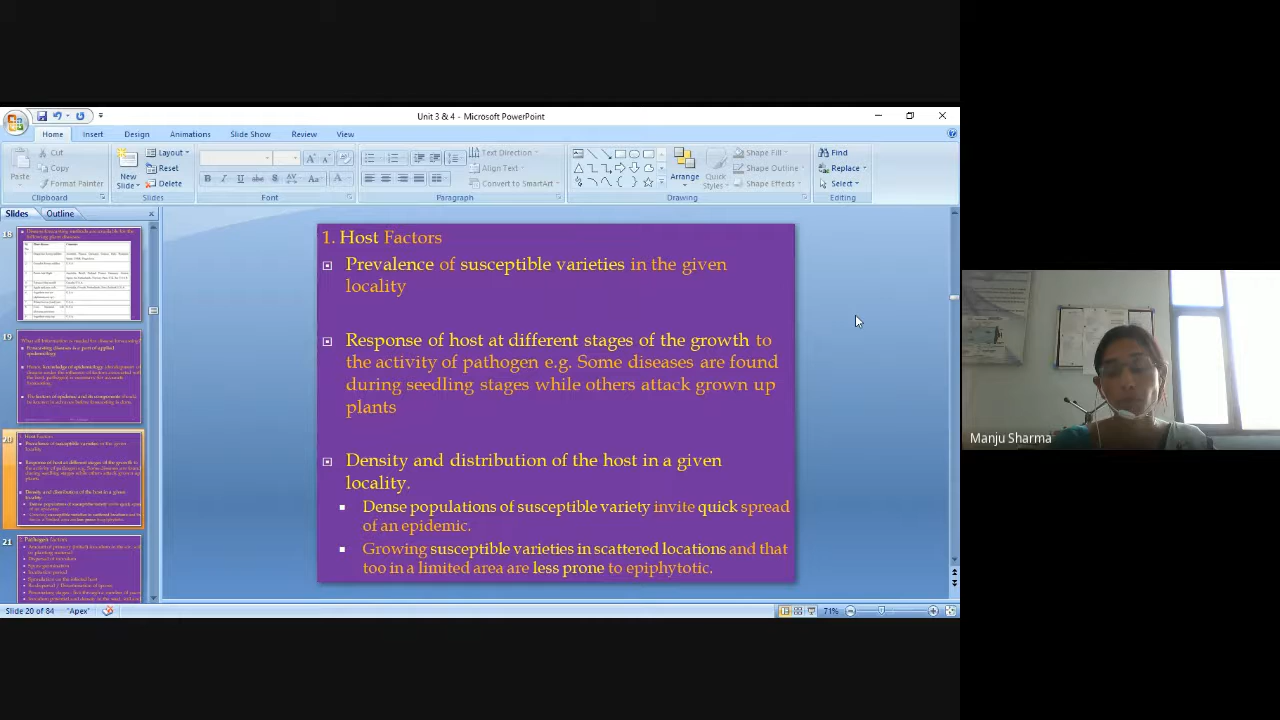 Unit 3 & 4 - Microsoft PowerPoint
Home Insert Design Animations Slide Show Review View
Paste
Cut
Copy
Format Painter
Clipboard
New Slide
Layout
Reset
Delete
Slides
Font
Text Direction
Align Text
Convert to SmartArt
Paragraph
Arrange
Quick Styles
Shape Fill
Shape Outline
Shape Effects
Drawing
Find
Replace
Select
Editing
Slides Outline
18
19
20
21
1. Host Factors
Prevalence of susceptible varieties in the given
locality
Response of host at different stages of the growth to
the activity of pathogen e.g. Some diseases are found
during seedling stages while others attack grown up
plants
Density and distribution of the host in a given
locality.
Dense populations of susceptible variety invite quick spread
of an epidemic.
Growing susceptible varieties in scattered locations and that
too in a limited area are less prone to epiphytotic.
Manju Sharma
Slide 20 of 84 "Apex" 71%